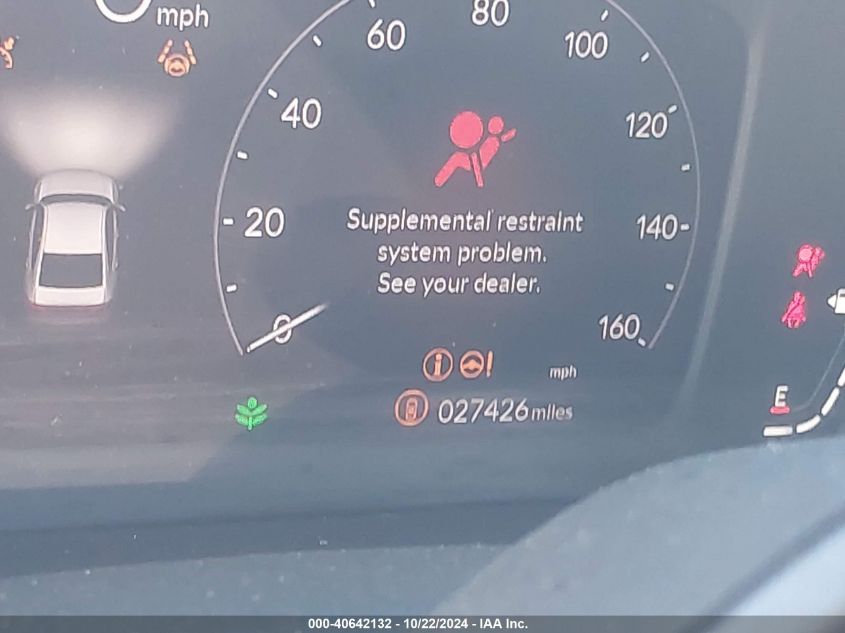 mph
60
80
100
40
120
20
140
0
160
Supplemental restraint
system problem.
See your dealer.
mph
027426 miles
E
000-40642132 - 10/22/2024 - IAA Inc.